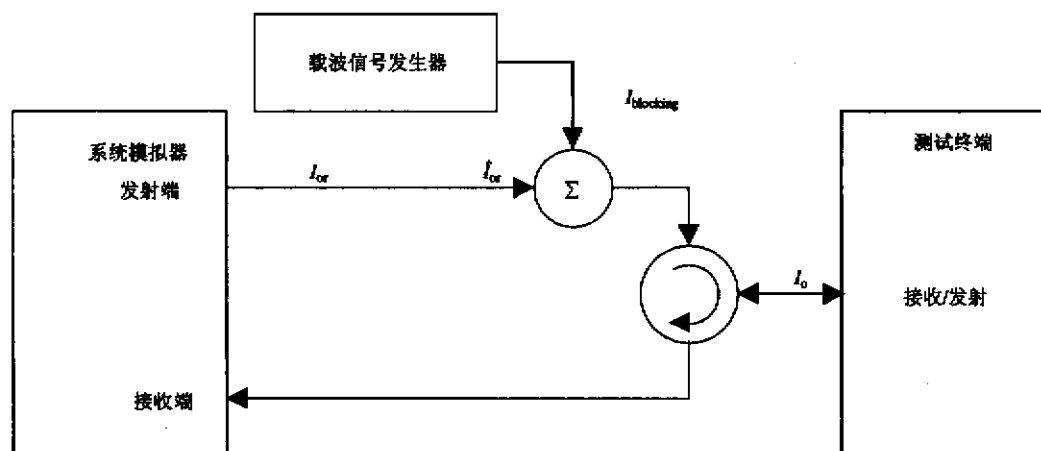 载波信号发生器
I_blocking
系统模拟器
发射端
I_or
Î_or
Σ
测试终端
I_o
接收/发射
接收端